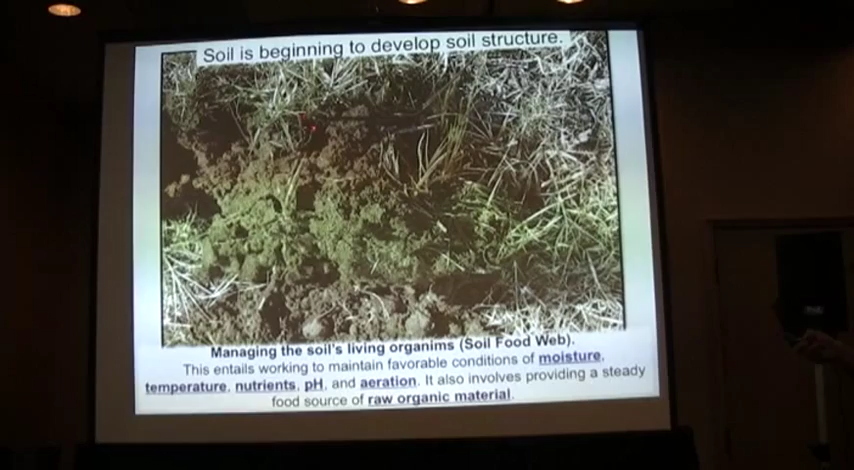 Soil is beginning to develop soil structure.
Managing the soil's living organims (Soil Food Web).
This entails working to maintain favorable conditions of moisture,
temperature, nutrients, pH, and aeration. It also involves providing a steady
food source of raw organic material.